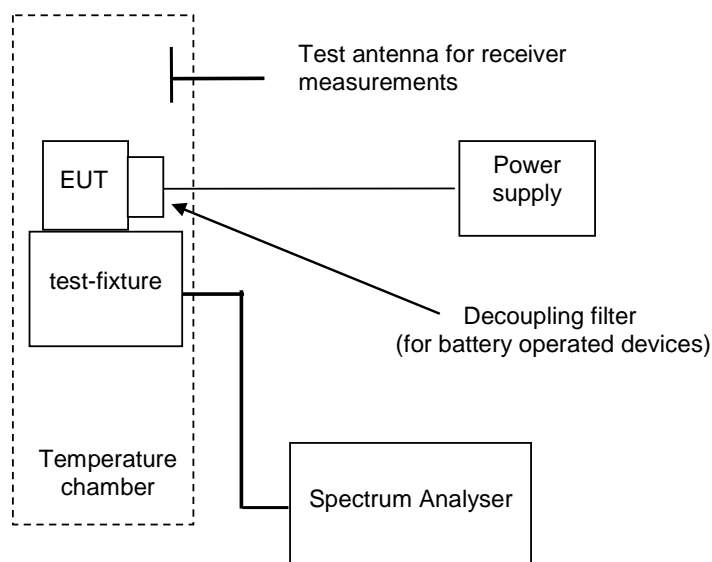 Test antenna for receiver
measurements
EUT
Power
supply
test-fixture
Decoupling filter
(for battery operated devices)
Temperature
chamber
Spectrum Analyser